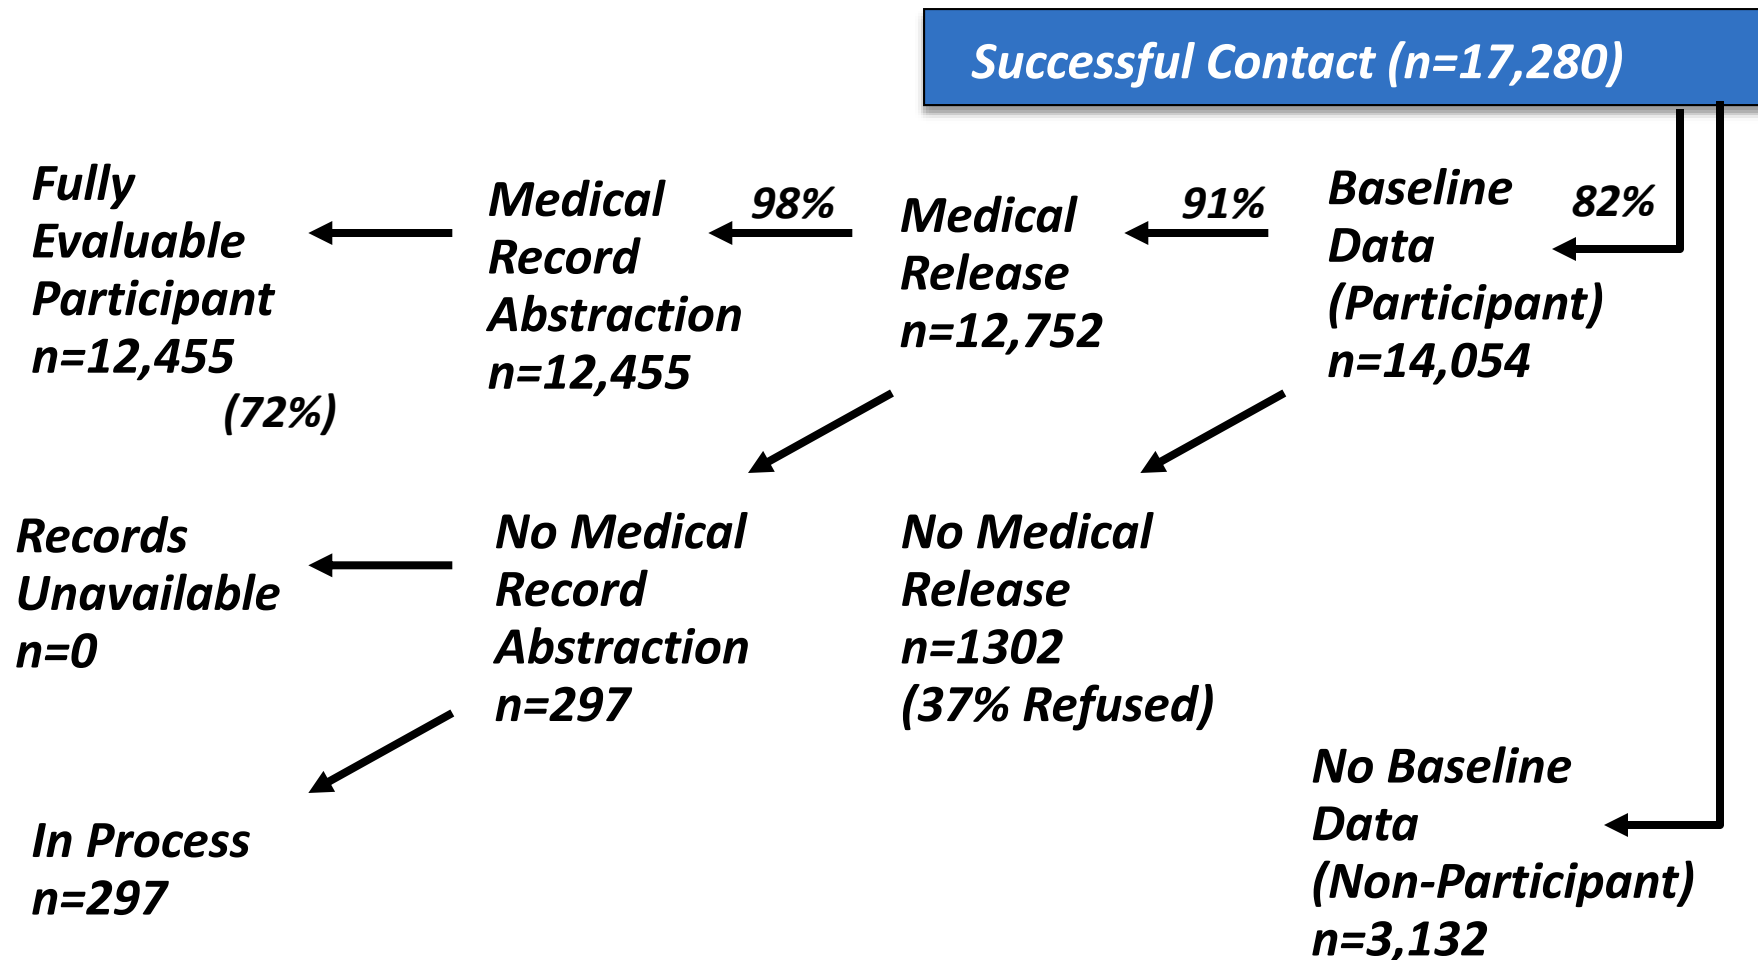 Successful Contact (n=17,280)
Fully
Evaluable
Participant
n=12,455
(72%)
Medical
Record
Abstraction
n=12,455
98%
Medical
Release
n=12,752
91%
Baseline
Data
(Participant)
n=14,054
82%
Records
Unavailable
n=0
No Medical
Record
Abstraction
n=297
No Medical
Release
n=1302
(37% Refused)
In Process
n=297
No Baseline
Data
(Non-Participant)
n=3,132